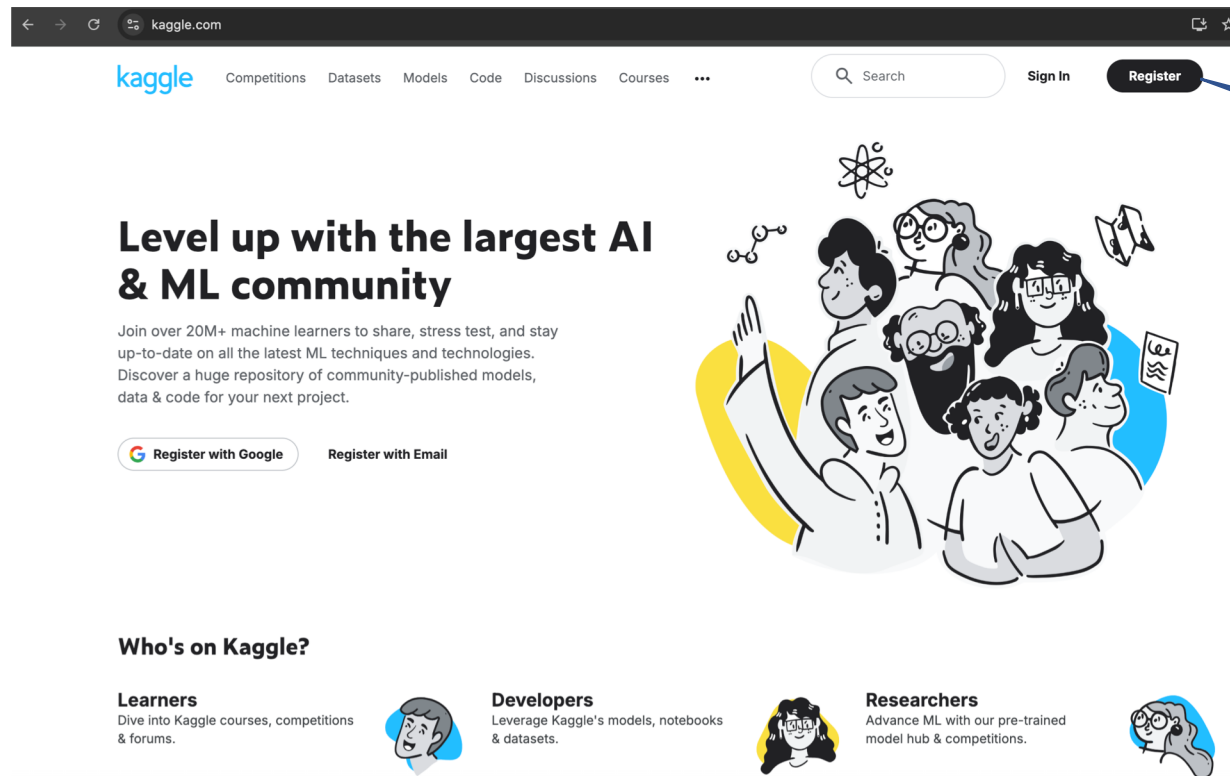 kaggle.com
kaggle Competitions Datasets Models Code Discussions Courses ••• Search Sign In Register
Level up with the largest AI
& ML community
Join over 20M+ machine learners to share, stress test, and stay
up-to-date on all the latest ML techniques and technologies.
Discover a huge repository of community-published models,
data & code for your next project.
Register with Google Register with Email
Who's on Kaggle?
Learners
Dive into Kaggle courses, competitions
& forums.
Developers
Leverage Kaggle's models, notebooks
& datasets.
Researchers
Advance ML with our pre-trained
model hub & competitions.